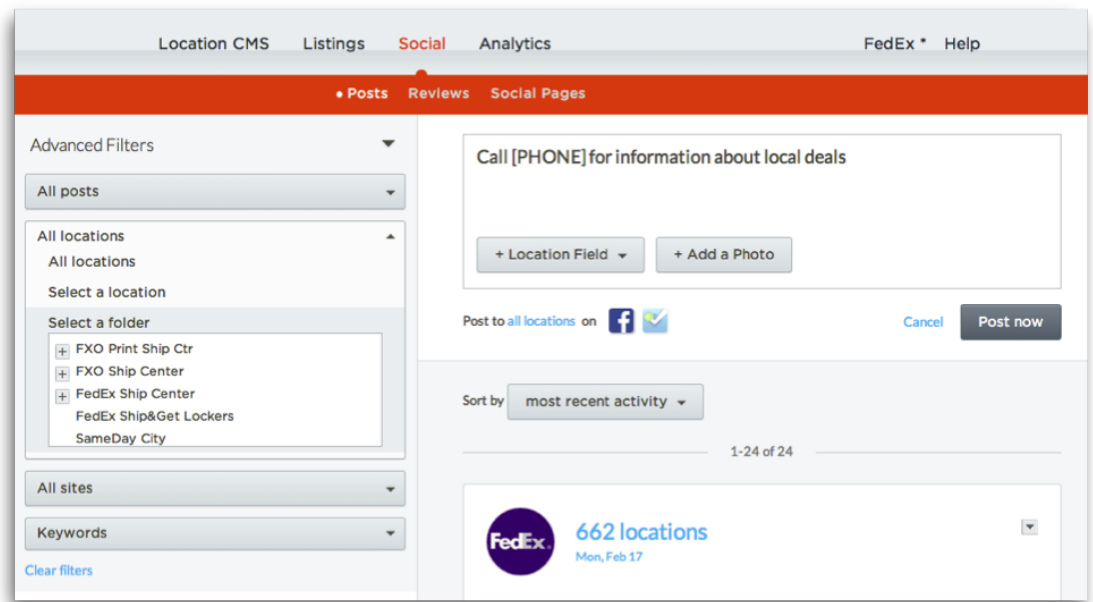 Location CMS Listings Social Analytics FedEx * Help
• Posts Reviews Social Pages
Advanced Filters
All posts
All locations
All locations
Select a location
Select a folder
FXO Print Ship Ctr
FXO Ship Center
FedEx Ship Center
FedEx Ship&Get Lockers
SameDay City
All sites
Keywords
Clear filters
Call [PHONE] for information about local deals
+ Location Field + Add a Photo
Post to all locations on Cancel Post now
Sort by most recent activity
1-24 of 24
FedEx.
662 locations
Mon, Feb 17